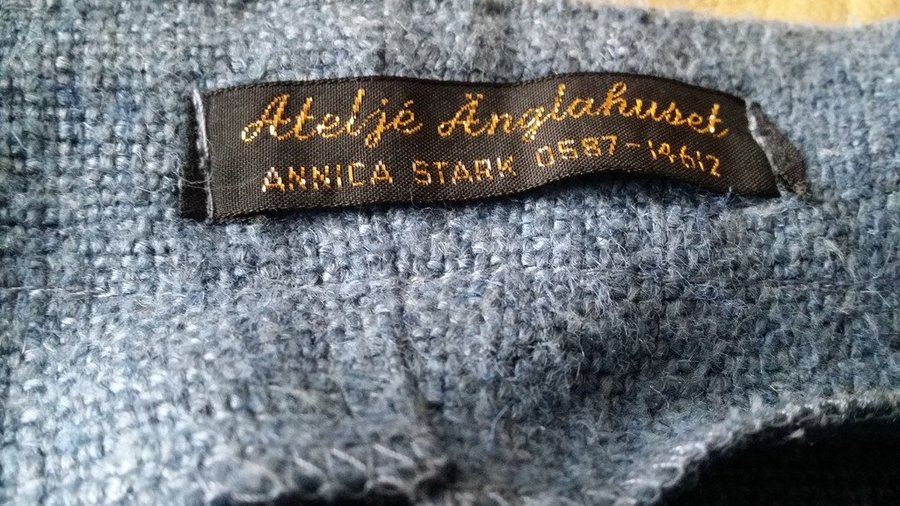 Ateljé Änglahuset
ANNICA STARK 0587-14612